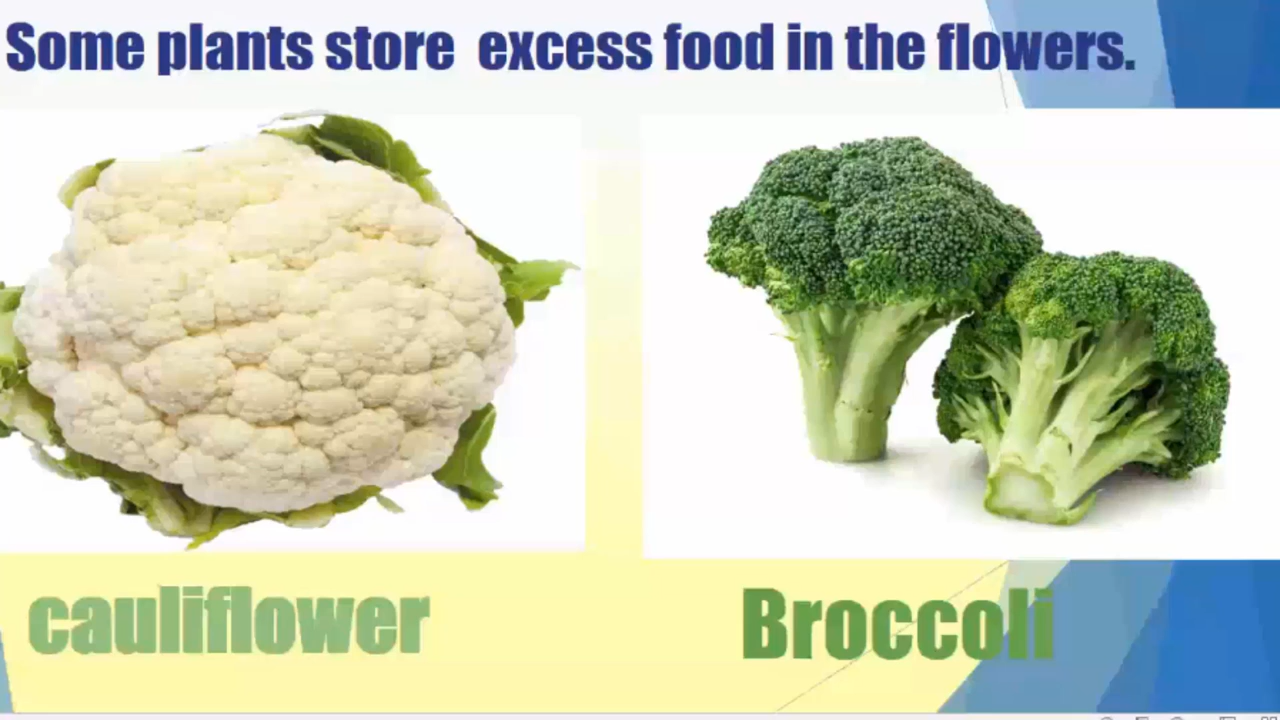 Some plants store excess food in the flowers.
cauliflower
Broccoli